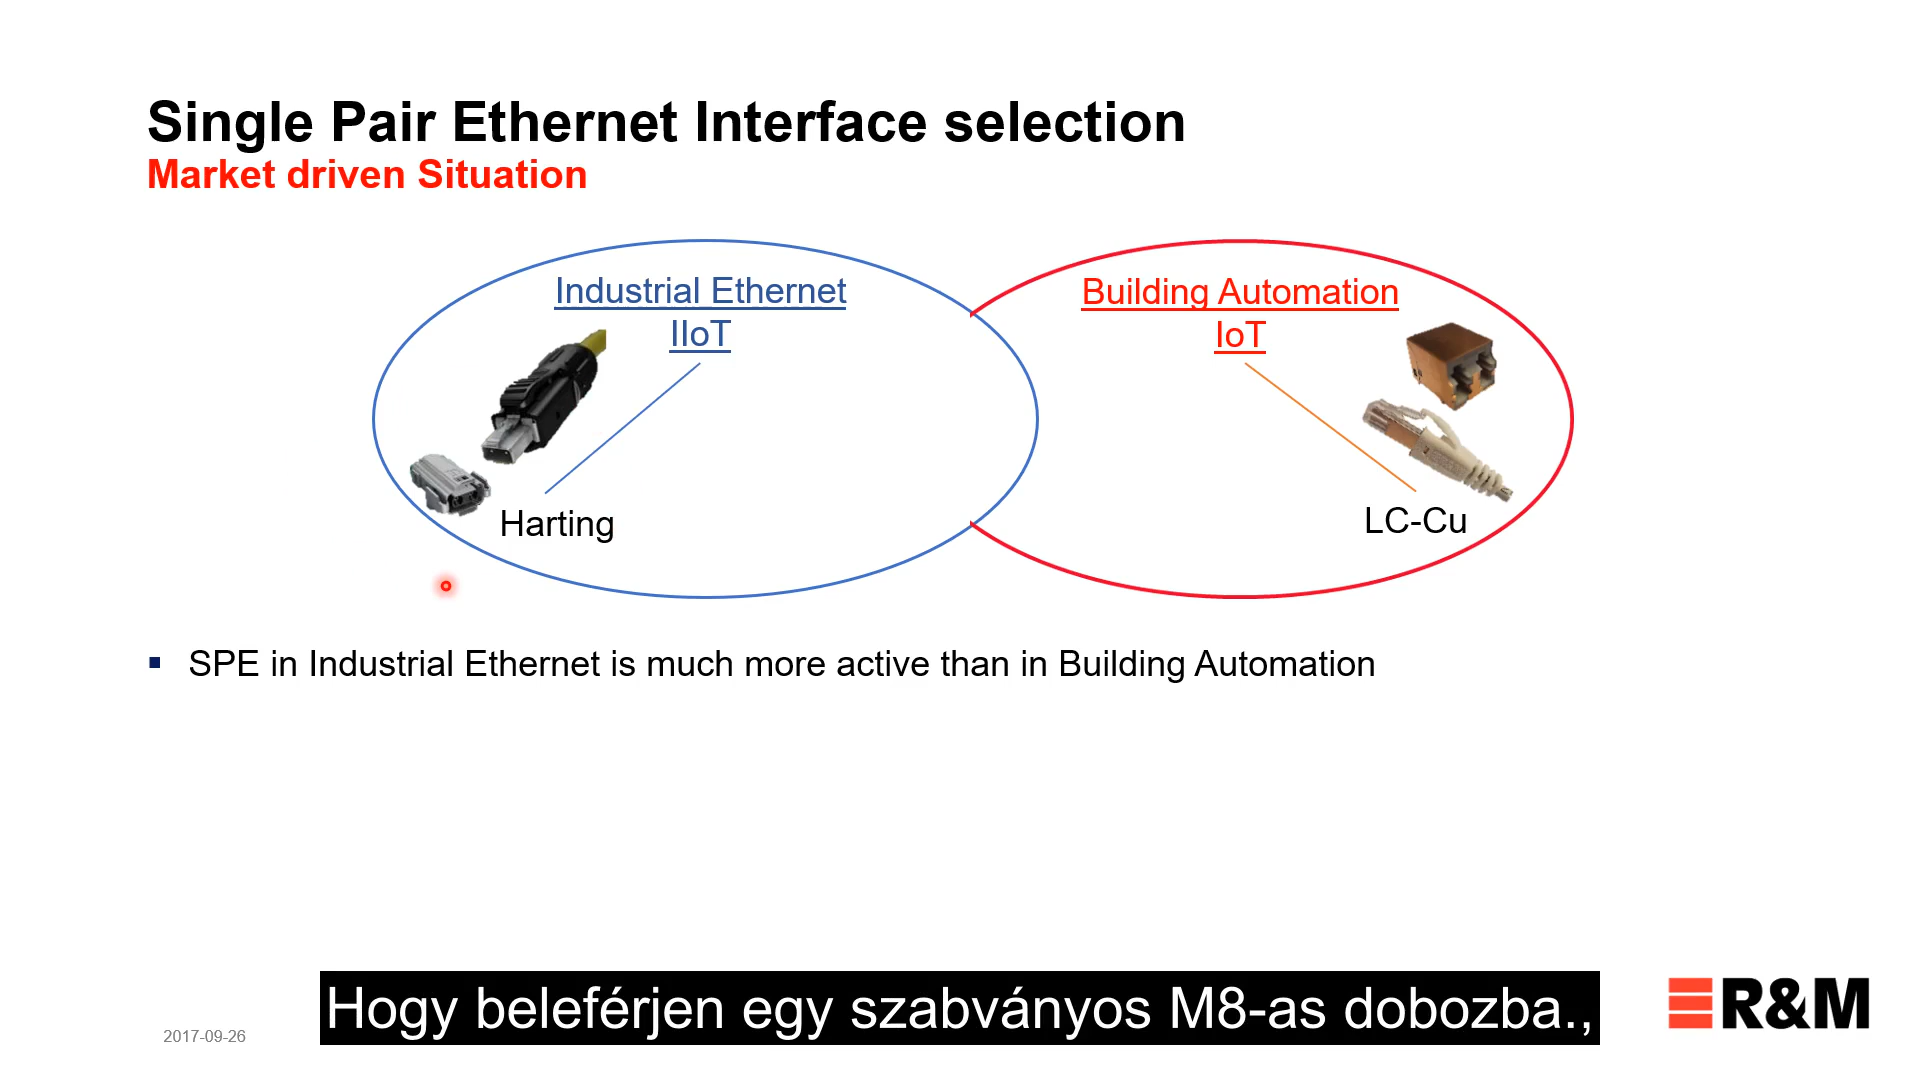 Single Pair Ethernet Interface selection
Market driven Situation
Industrial Ethernet
IIoT
Building Automation
IoT
Harting
LC-Cu
▪ SPE in Industrial Ethernet is much more active than in Building Automation
Hogy beleférjen egy szabványos M8-as dobozba.,
2017-09-26
R&M